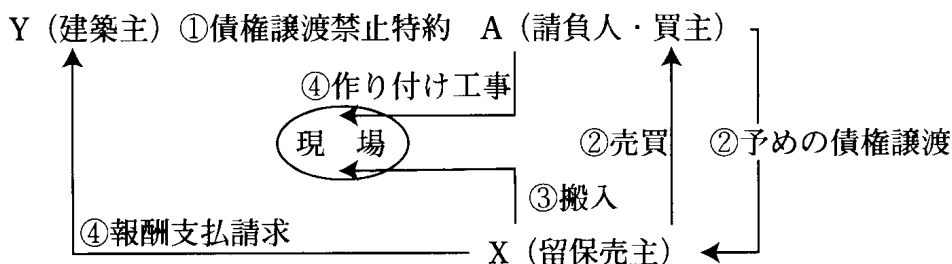 Y（建築主）①債権譲渡禁止特約　A（請負人・買主）
④作り付け工事
現　場
②売買
②予めの債権譲渡
③搬入
④報酬支払請求
X（留保売主）